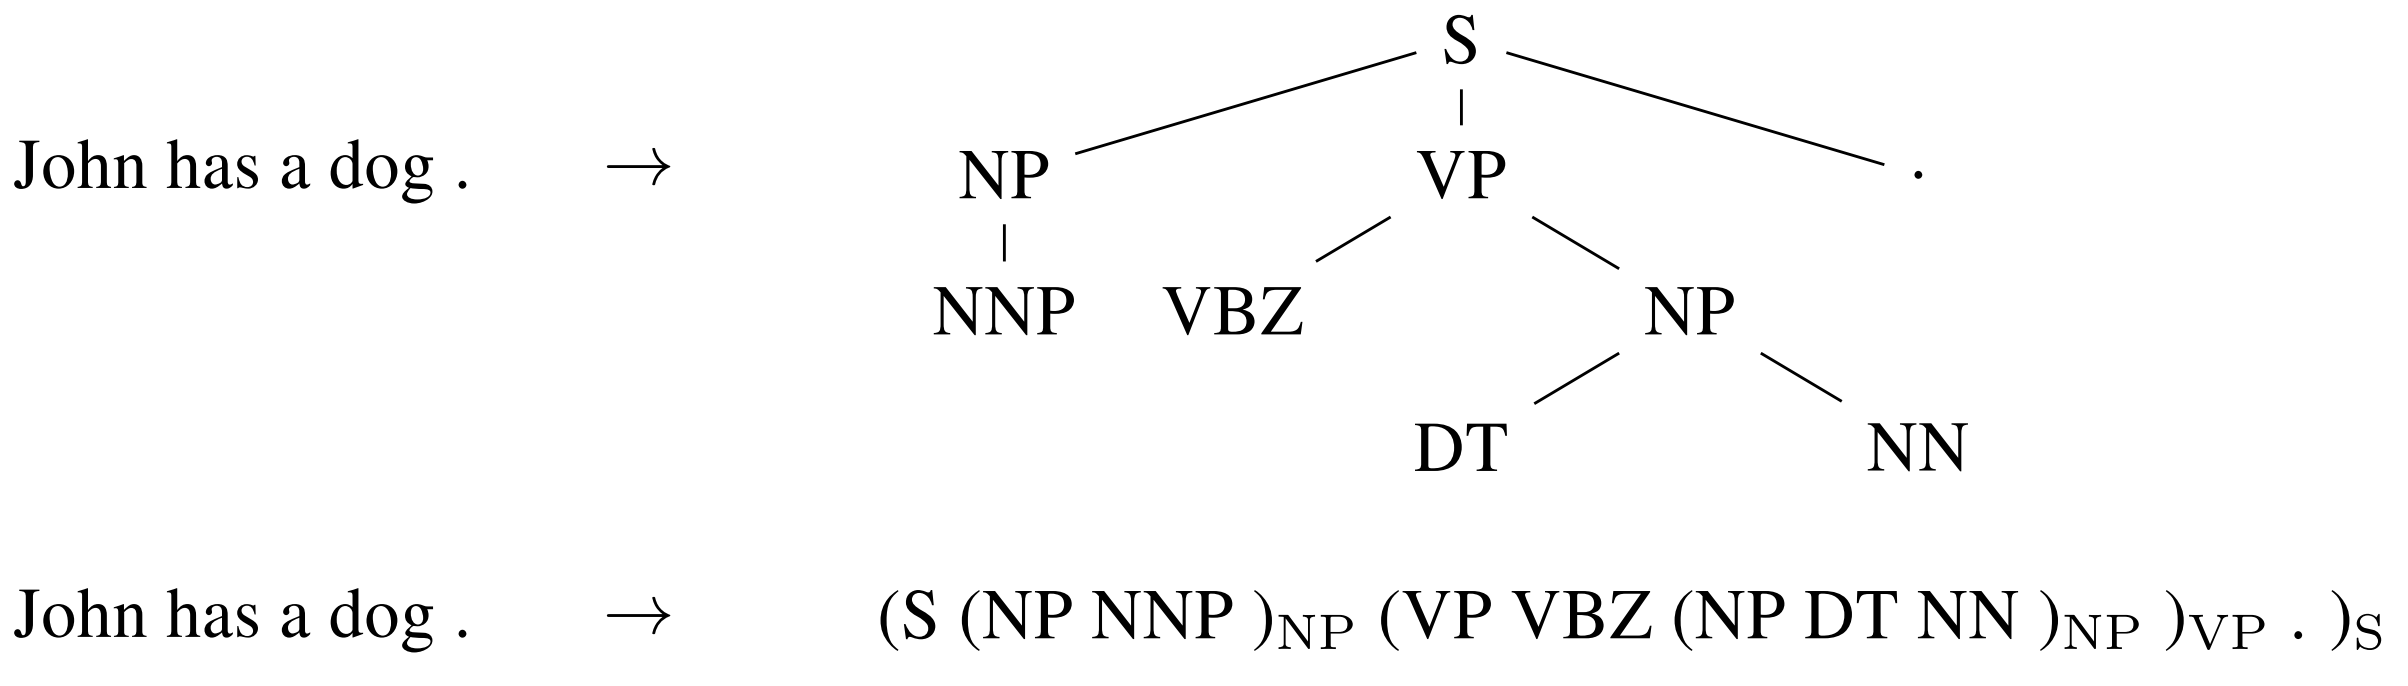 S
John has a dog . → NP VP .
NNP VBZ NP
DT NN
John has a dog . → (S (NP NNP )NP (VP VBZ (NP DT NN )NP )VP . )S